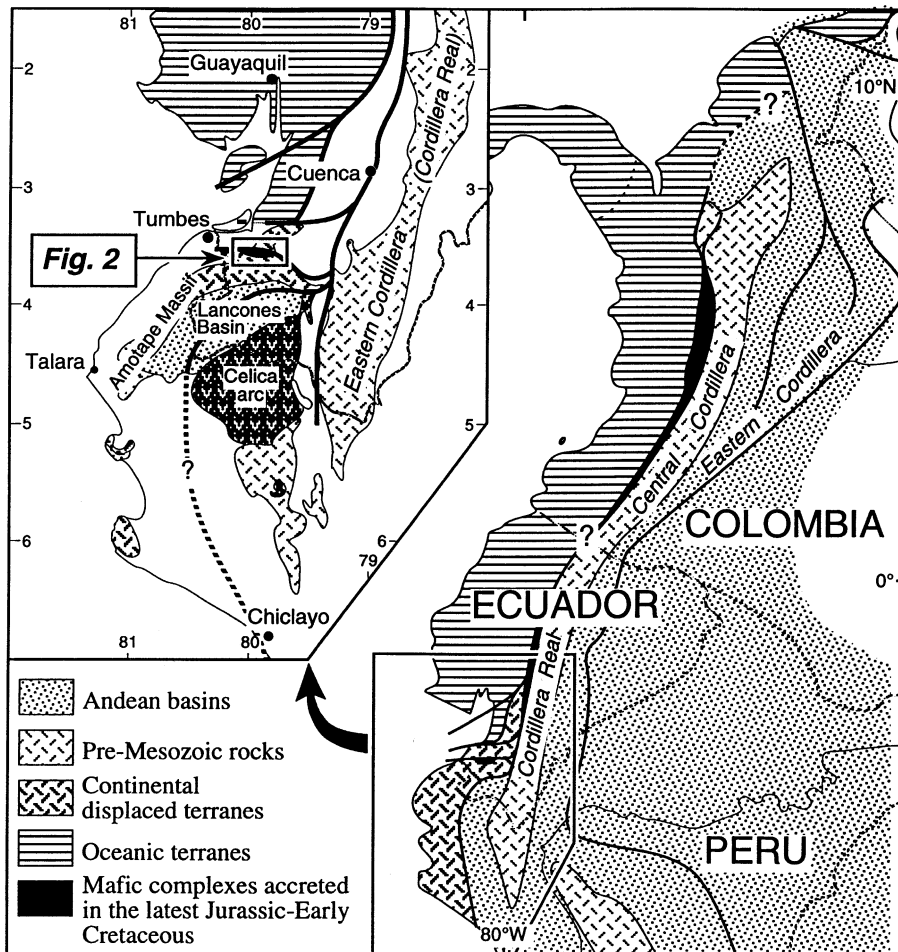 81
80
79
2
Guayaquil
2
(Cordillera Real)
10°N
?
Cuenca
3
3
Tumbes
Fig. 2
Eastern Cordillera
4
4
Amotape Massif
Lancones
Basin
Talara
Celica
arc
Central Cordillera
Eastern Cordillera
5
5
?
COLOMBIA
?
6
6
79
0°
ECUADOR
Chiclayo
81
80
Cordillera Real
Andean basins
Pre-Mesozoic rocks
Continental
displaced terranes
Oceanic terranes
PERU
Mafic complexes accreted
in the latest Jurassic-Early
Cretaceous
80°W